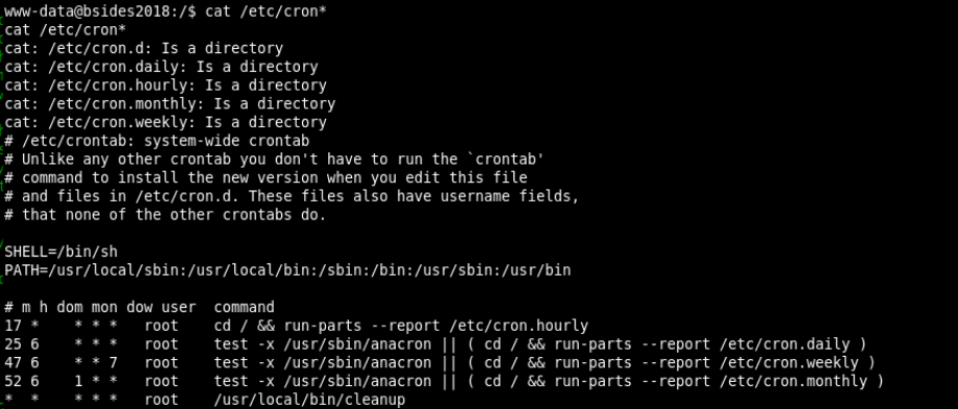 www-data@bsides2018:/$ cat /etc/cron*
cat /etc/cron*
cat: /etc/cron.d: Is a directory
cat: /etc/cron.daily: Is a directory
cat: /etc/cron.hourly: Is a directory
cat: /etc/cron.monthly: Is a directory
cat: /etc/cron.weekly: Is a directory
# /etc/crontab: system-wide crontab
# Unlike any other crontab you don't have to run the `crontab'
# command to install the new version when you edit this file
# and files in /etc/cron.d. These files also have username fields,
# that none of the other crontabs do.

SHELL=/bin/sh
PATH=/usr/local/sbin:/usr/local/bin:/sbin:/bin:/usr/sbin:/usr/bin

# m h dom mon dow user  command
17 *    * * *   root    cd / && run-parts --report /etc/cron.hourly
25 6    * * *   root    test -x /usr/sbin/anacron || ( cd / && run-parts --report /etc/cron.daily )
47 6    * * 7   root    test -x /usr/sbin/anacron || ( cd / && run-parts --report /etc/cron.weekly )
52 6    1 * *   root    test -x /usr/sbin/anacron || ( cd / && run-parts --report /etc/cron.monthly )
*  *    * * *   root    /usr/local/bin/cleanup